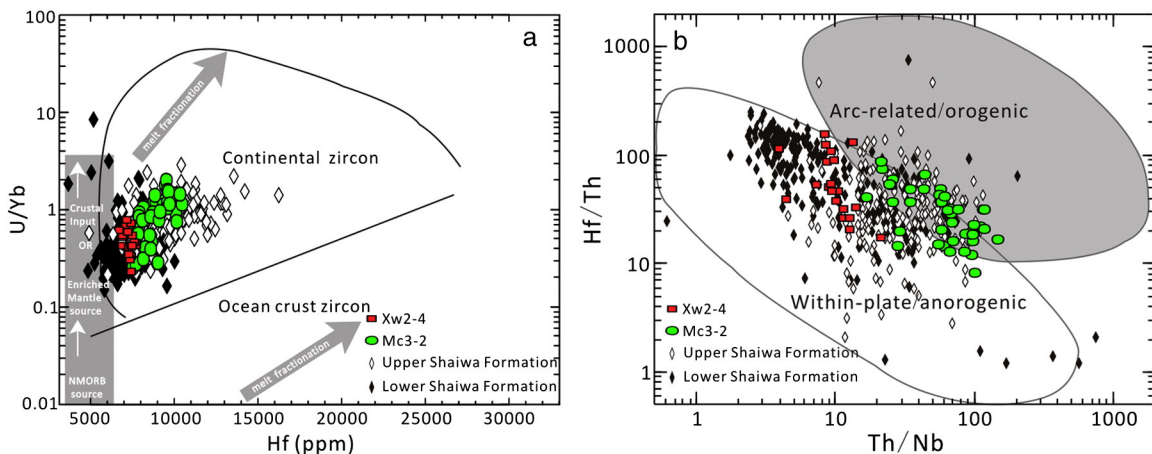 a
100
10
1
0.1
0.01
U/Yb
5000 10000 15000 20000 25000 30000
Hf (ppm)
melt fractionation
Continental zircon
Crustal
Input
OR
Enriched
Mantle
source
NMORB
source
Ocean crust zircon
melt fractionation
Xw2-4
Mc3-2
Upper Shaiwa Formation
Lower Shaiwa Formation
b
1000
100
10
1
Hf/Th
1 10 100 1000
Th/Nb
Arc-related/orogenic
Within-plate/anorogenic
Xw2-4
Mc3-2
Upper Shaiwa Formation
Lower Shaiwa Formation